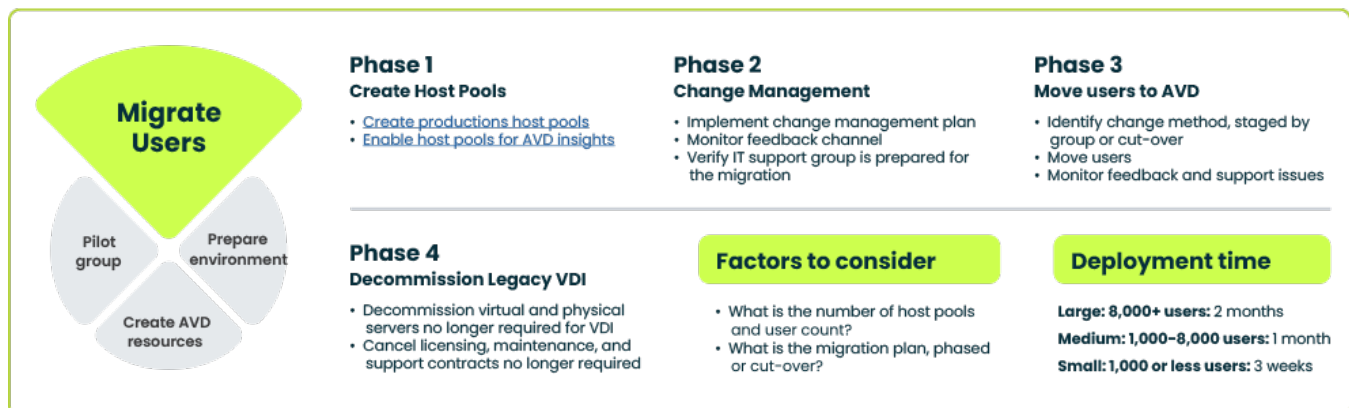 Migrate
Users
Pilot
group
Prepare
environment
Create AVD
resources
Phase 1
Create Host Pools
• Create productions host pools
• Enable host pools for AVD insights
Phase 2
Change Management
• Implement change management plan
• Monitor feedback channel
• Verify IT support group is prepared for
the migration
Phase 3
Move users to AVD
• Identify change method, staged by
group or cut-over
• Move users
• Monitor feedback and support issues
Phase 4
Decommission Legacy VDI
• Decommission virtual and physical
servers no longer required for VDI
• Cancel licensing, maintenance, and
support contracts no longer required
Factors to consider
• What is the number of host pools
and user count?
• What is the migration plan, phased
or cut-over?
Deployment time
Large: 8,000+ users: 2 months
Medium: 1,000-8,000 users: 1 month
Small: 1,000 or less users: 3 weeks